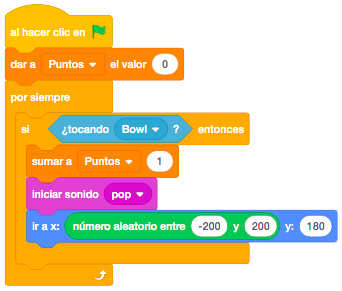 al hacer clic en
dar a Puntos el valor 0
por siempre
si ¿tocando Bowl ? entonces
sumar a Puntos 1
iniciar sonido pop
ir a x: número aleatorio entre -200 y 200 y: 180